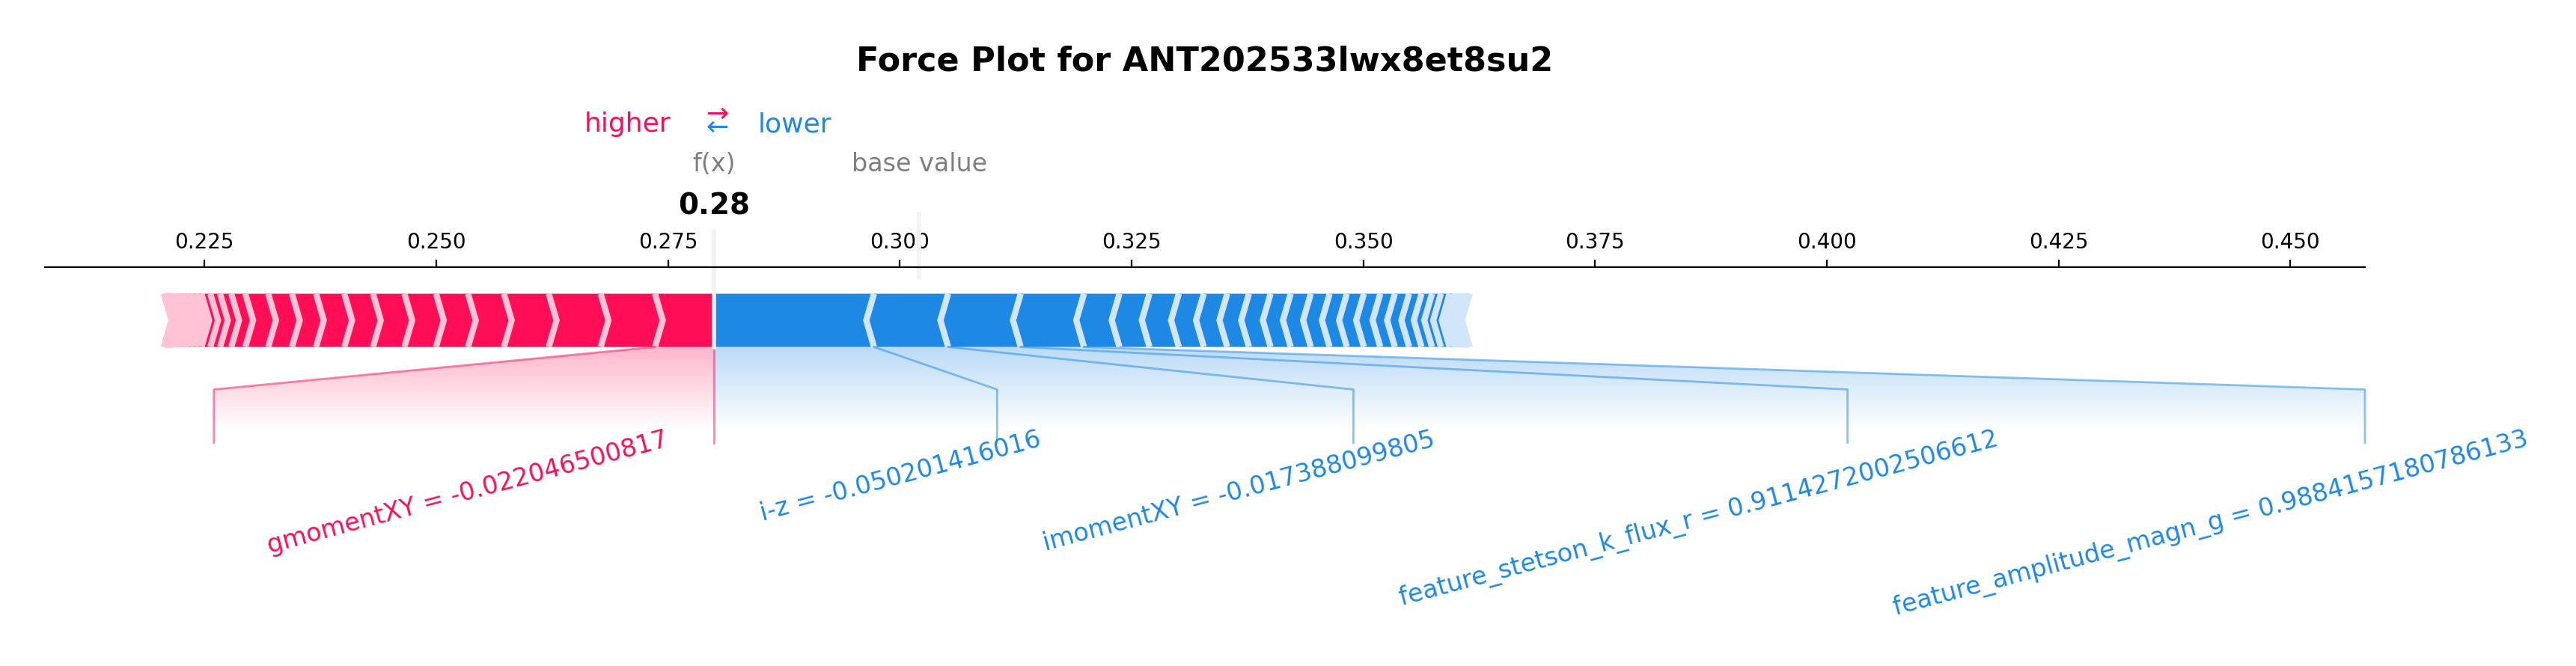 Force Plot for ANT202533lwx8et8su2
higher ⇄ lower
f(x) base value
0.28
0.225 0.250 0.275 0.300 0.325 0.350 0.375 0.400 0.425 0.450
gmomentXY = -0.022046500817
i-z = -0.050201416016
imomentXY = -0.017388099805
feature_stetson_k_flux_r = 0.9114272002506612
feature_amplitude_magn_g = 0.9884157180786133